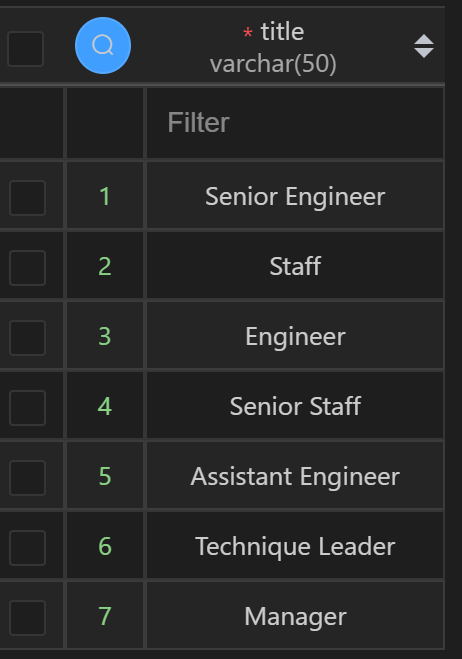 * title
varchar(50)
Filter
1 Senior Engineer
2 Staff
3 Engineer
4 Senior Staff
5 Assistant Engineer
6 Technique Leader
7 Manager